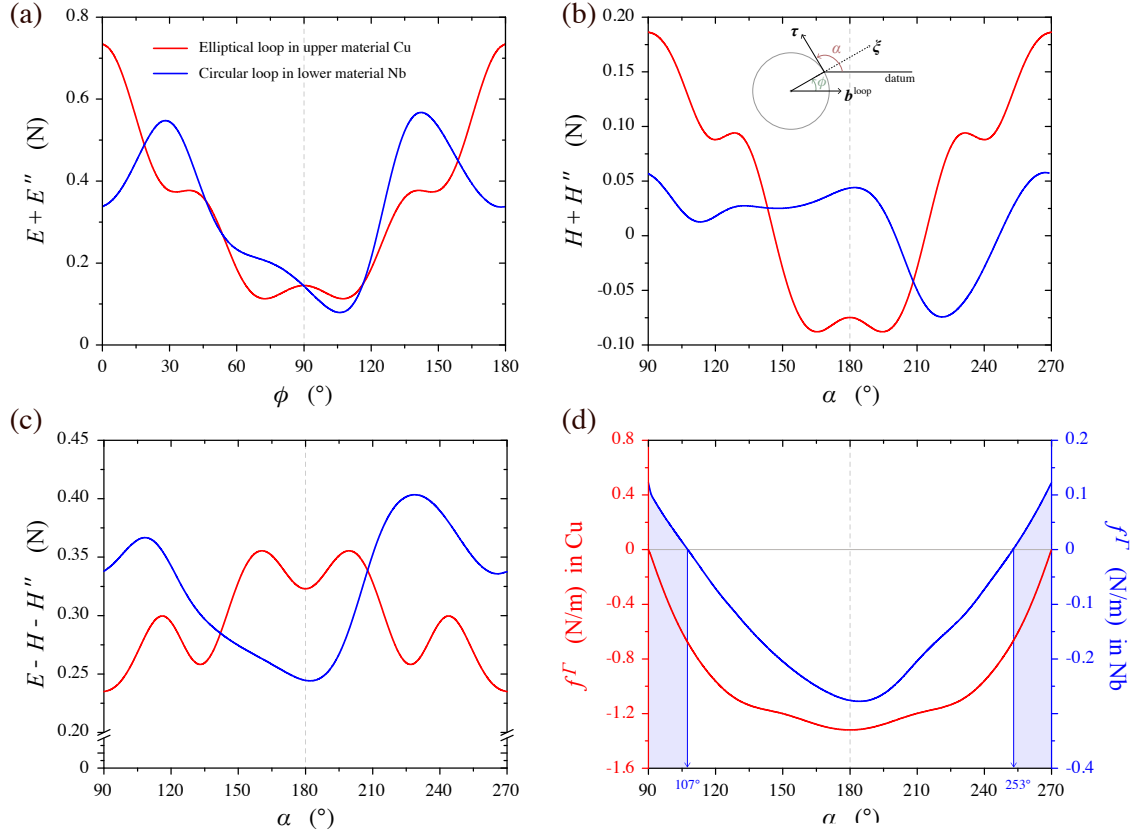 (a)
Elliptical loop in upper material Cu
Circular loop in lower material Nb
0.8
0.6
0.4
0.2
0
E + E″ (N)
0 30 60 90 120 150 180
ϕ (°)
(b)
0.20
0.15
0.10
0.05
0
-0.05
-0.10
H + H″ (N)
τ
α
ξ
ϕ
datum
b^loop
90 120 150 180 210 240 270
α (°)
(c)
0.45
0.40
0.35
0.30
0.25
0.20
0
E - H - H″ (N)
90 120 150 180 210 240 270
α (°)
(d)
0.8
0.4
0
-0.4
-0.8
-1.2
-1.6
f^Γ (N/m) in Cu
0.2
0.1
0
-0.1
-0.2
-0.3
-0.4
f^Γ (N/m) in Nb
107° 253°
90 120 150 180 210 240 270
α (°)